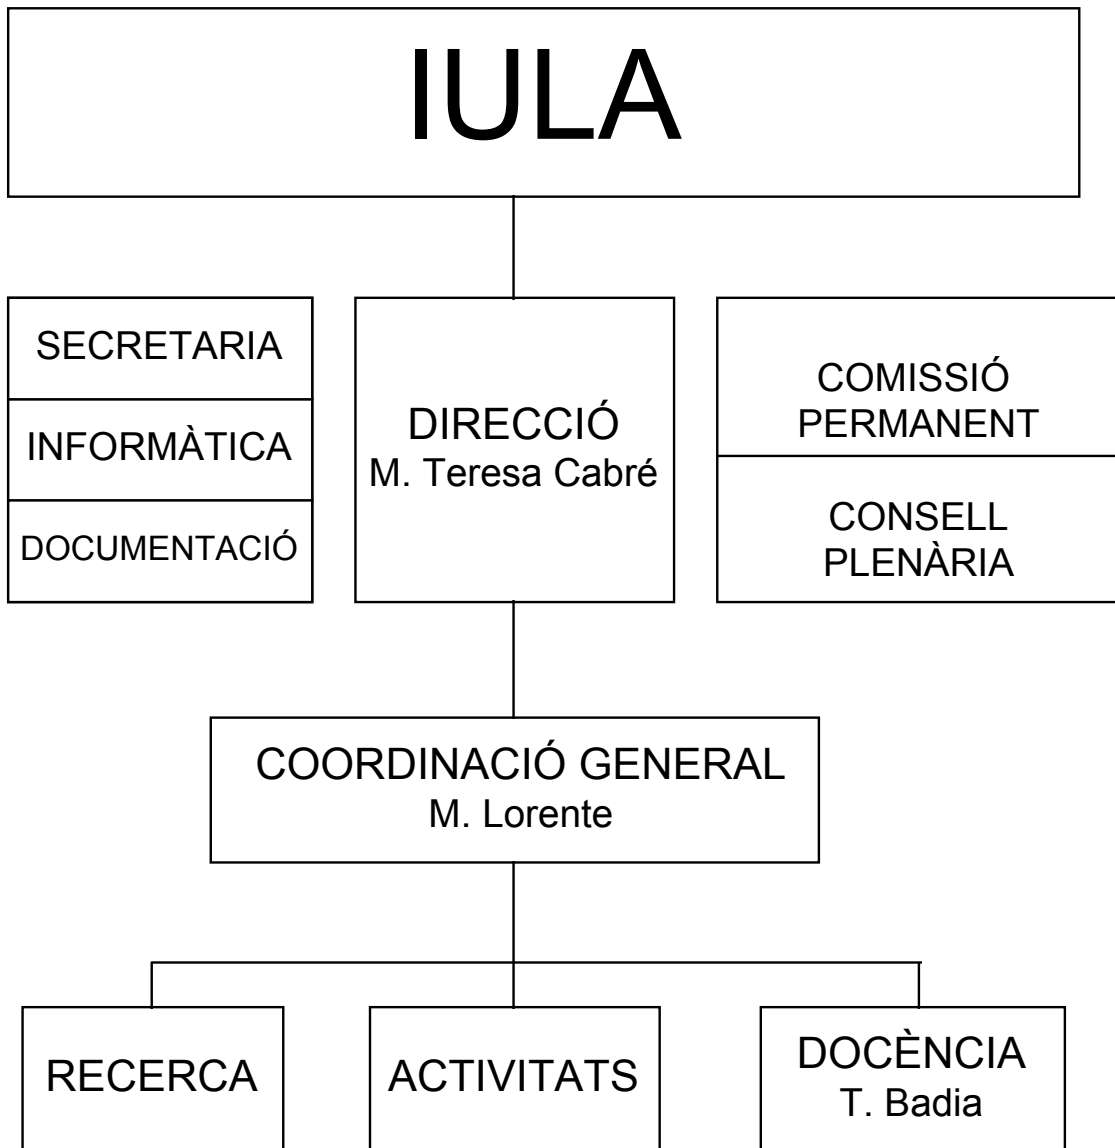 IULA
SECRETARIA
INFORMÀTICA
DOCUMENTACIÓ
DIRECCIÓ
M. Teresa Cabré
COMISSIÓ
PERMANENT
CONSELL
PLENÀRIA
COORDINACIÓ GENERAL
M. Lorente
RECERCA
ACTIVITATS
DOCÈNCIA
T. Badia